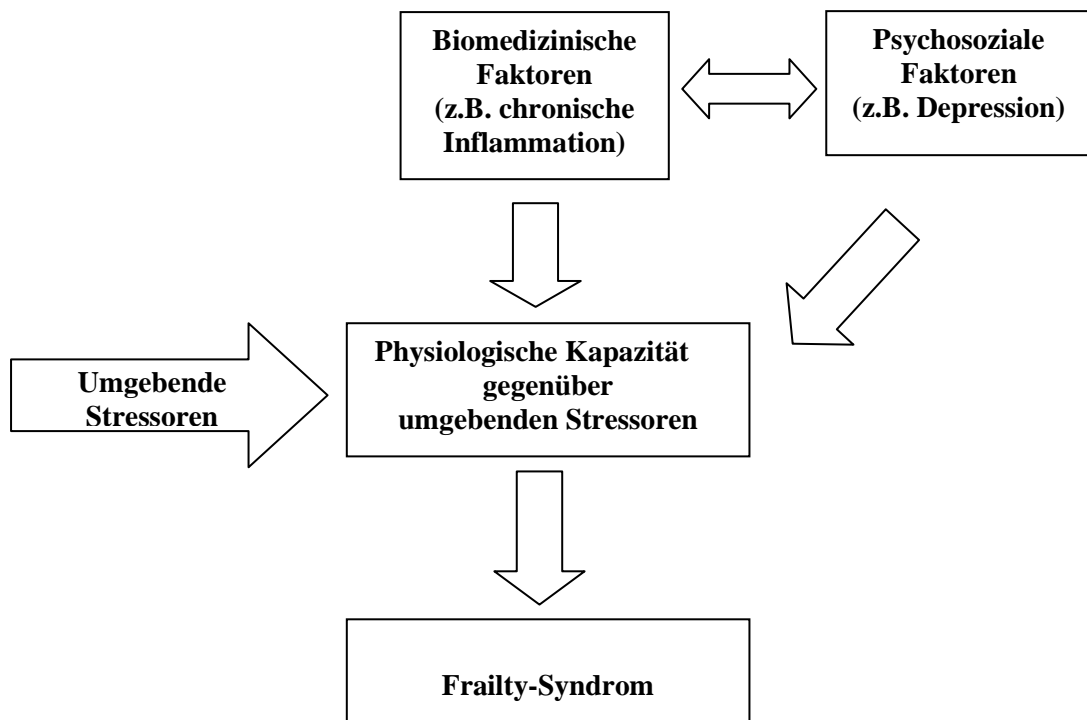 Biomedizinische
Faktoren
(z.B. chronische
Inflammation)
Psychosoziale
Faktoren
(z.B. Depression)
Umgebende
Stressoren
Physiologische Kapazität
gegenüber
umgebenden Stressoren
Frailty-Syndrom